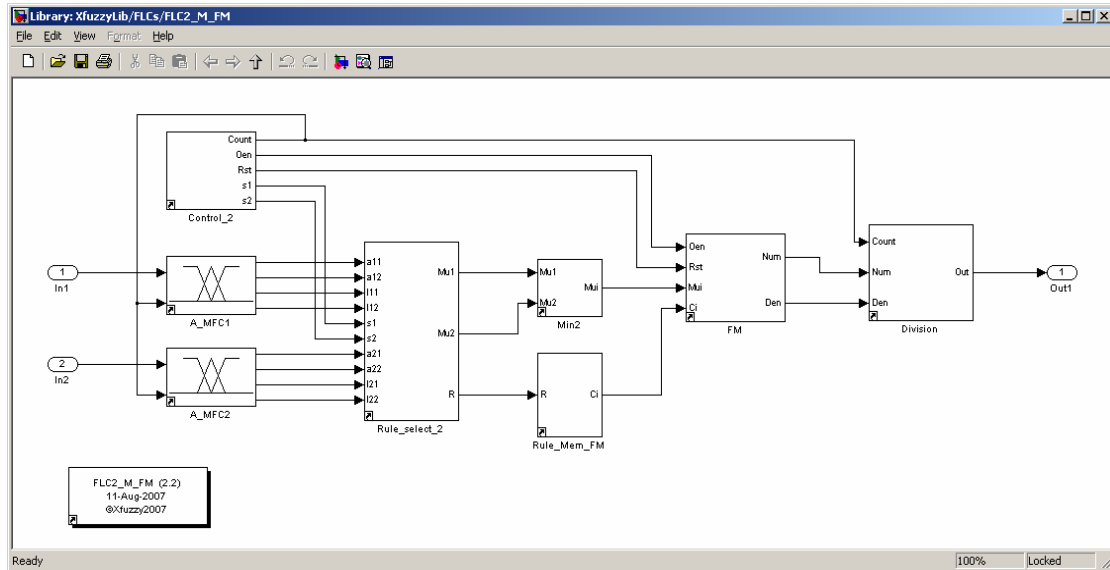 Library: XfuzzyLib/FLCs/FLC2_M_FM
File Edit View Format Help
Count
Oen
Rst
s1
s2
Control_2
1
In1
A_MFC1
2
In2
A_MFC2
a11
a12
l11
l12
s1
s2
a21
a22
l21
l22
Mu1
Mu2
R
Rule_select_2
Mu1
Mu2
Mui
Min2
R
Ci
Rule_Mem_FM
Oen
Rst
Mui
Ci
Num
Den
FM
Count
Num
Den
Out
Division
1
Out1
FLC2_M_FM (2.2)
11-Aug-2007
©Xfuzzy2007
Ready
100%
Locked